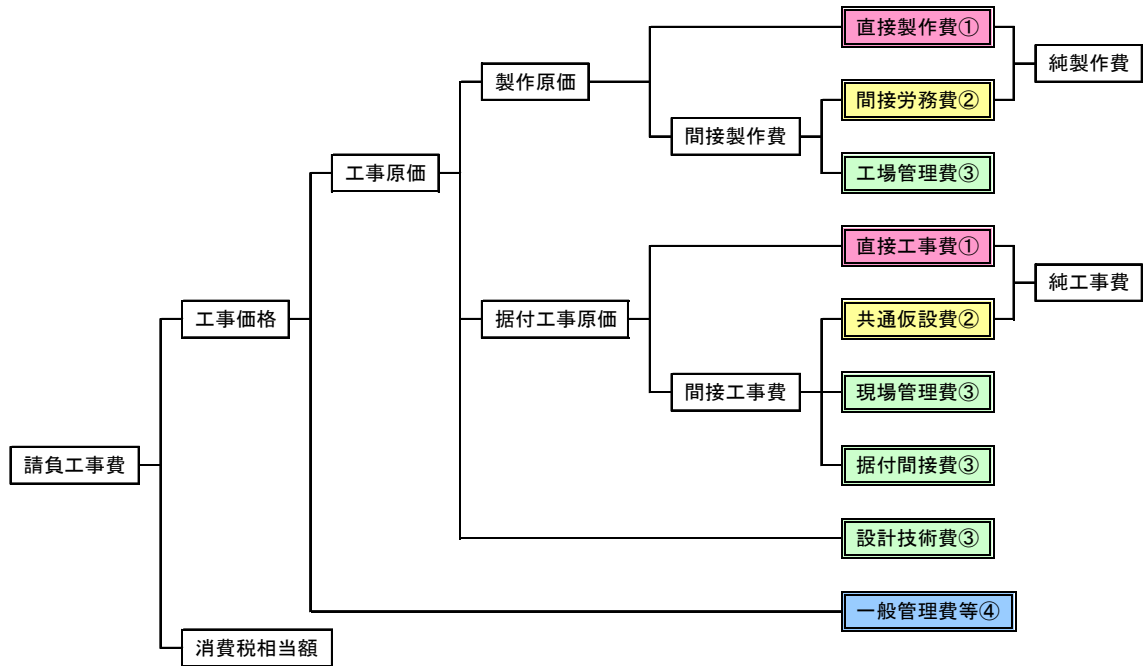 直接製作費①
純製作費
製作原価
間接労務費②
間接製作費
工事原価
工場管理費③
直接工事費①
純工事費
工事価格
据付工事原価
共通仮設費②
間接工事費
現場管理費③
請負工事費
据付間接費③
設計技術費③
一般管理費等④
消費税相当額